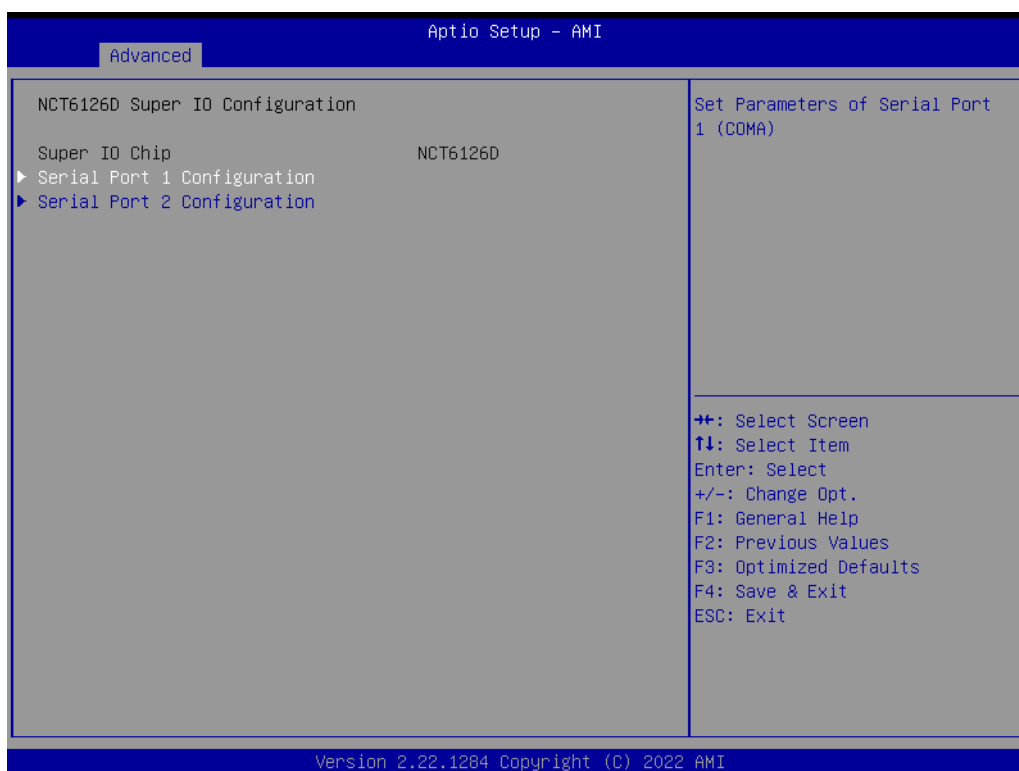 Aptio Setup – AMI
Advanced
NCT6126D Super IO Configuration
Super IO Chip NCT6126D
▶ Serial Port 1 Configuration
▶ Serial Port 2 Configuration
Set Parameters of Serial Port
1 (COMA)
→←: Select Screen
↑↓: Select Item
Enter: Select
+/-: Change Opt.
F1: General Help
F2: Previous Values
F3: Optimized Defaults
F4: Save & Exit
ESC: Exit
Version 2.22.1284 Copyright (C) 2022 AMI